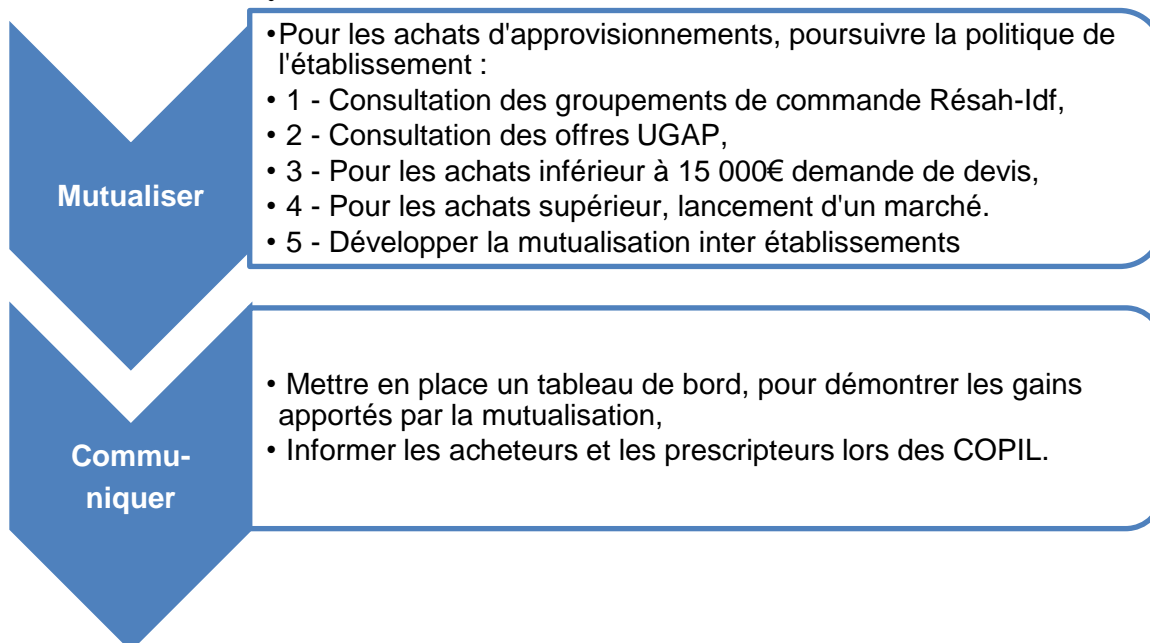 •Pour les achats d'approvisionnements, poursuivre la politique de
l'établissement :
• 1 - Consultation des groupements de commande Résah-Idf,
• 2 - Consultation des offres UGAP,
• 3 - Pour les achats inférieur à 15 000€ demande de devis,
• 4 - Pour les achats supérieur, lancement d'un marché.
• 5 - Développer la mutualisation inter établissements
Mutualiser
• Mettre en place un tableau de bord, pour démontrer les gains
apportés par la mutualisation,
• Informer les acheteurs et les prescripteurs lors des COPIL.
Commu-
niquer